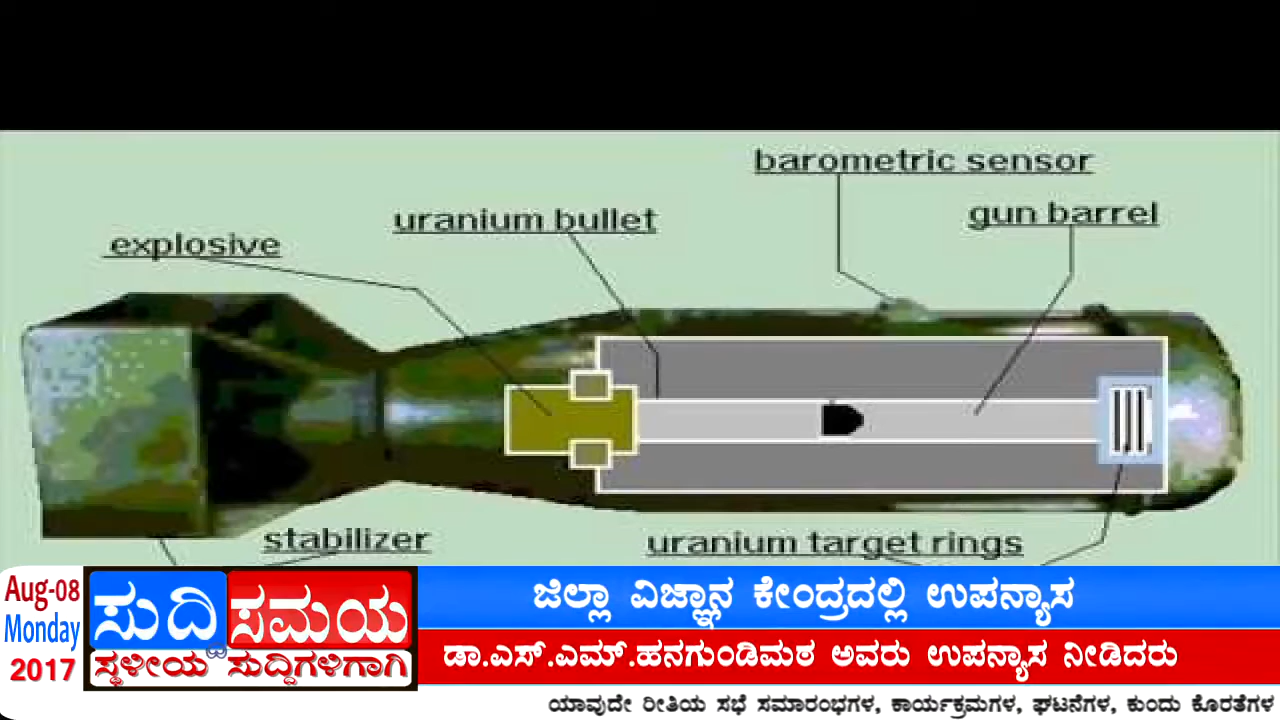 barometric sensor
uranium bullet
gun barrel
explosive
stabilizer
uranium target rings
Aug-08
Monday
2017
ಸುದ್ದಿ ಸಮಯ
ಸ್ಥಳೀಯ ಸುದ್ದಿಗಳಿಗಾಗಿ
ಜಿಲ್ಲಾ ವಿಜ್ಞಾನ ಕೇಂದ್ರದಲ್ಲಿ ಉಪನ್ಯಾಸ
ಡಾ.ಎಸ್.ಎಮ್.ಹನಗುಂಡಿಮಠ ಅವರು ಉಪನ್ಯಾಸ ನೀಡಿದರು
ಯಾವುದೇ ರೀತಿಯ ಸಭೆ ಸಮಾರಂಭಗಳ, ಕಾರ್ಯಕ್ರಮಗಳ, ಘಟನೆಗಳ, ಕುಂದು ಕೊರತೆಗಳ